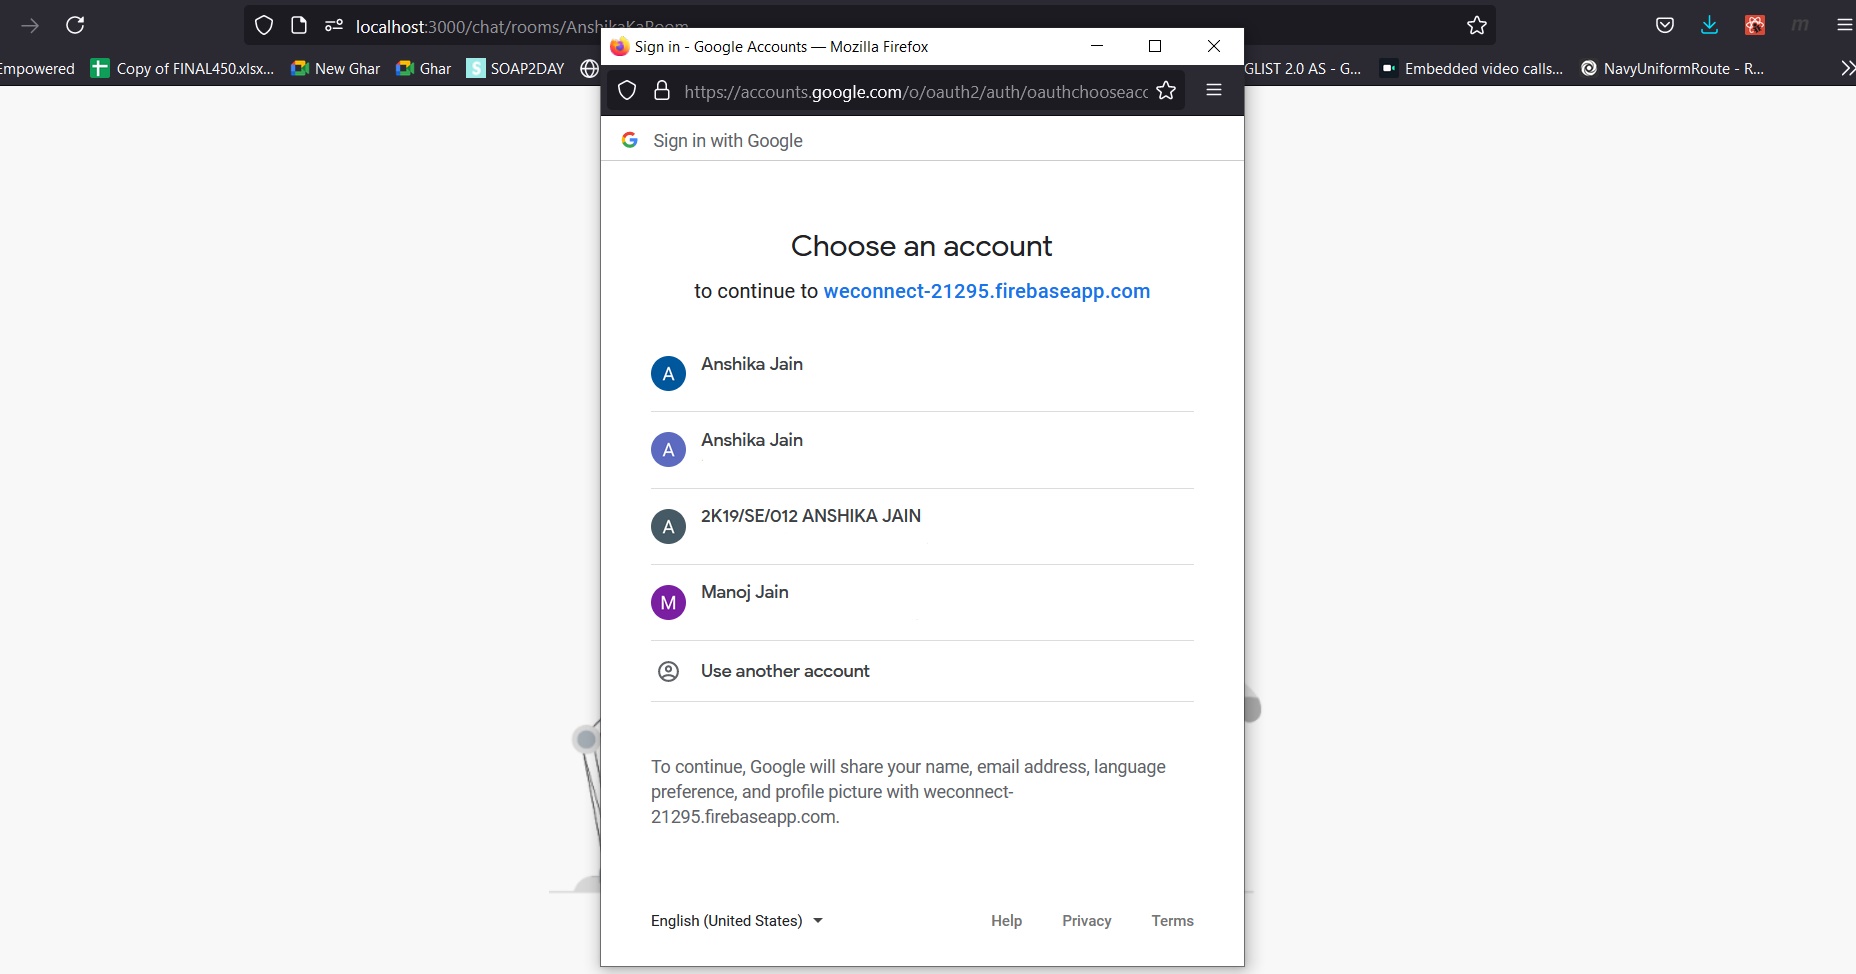 localhost:3000/chat/rooms/AnshikaKaRoom
Sign in - Google Accounts — Mozilla Firefox
Empowered
Copy of FINAL450.xlsx...
New Ghar
Ghar
SOAP2DAY
GLIST 2.0 AS - G...
Embedded video calls...
NavyUniformRoute - R...
https://accounts.google.com/o/oauth2/auth/oauthchooseacc
Sign in with Google
Choose an account
to continue to weconnect-21295.firebaseapp.com
A
Anshika Jain
A
Anshika Jain
A
2K19/SE/012 ANSHIKA JAIN
M
Manoj Jain
Use another account
To continue, Google will share your name, email address, language
preference, and profile picture with weconnect-
21295.firebaseapp.com.
English (United States)
Help
Privacy
Terms